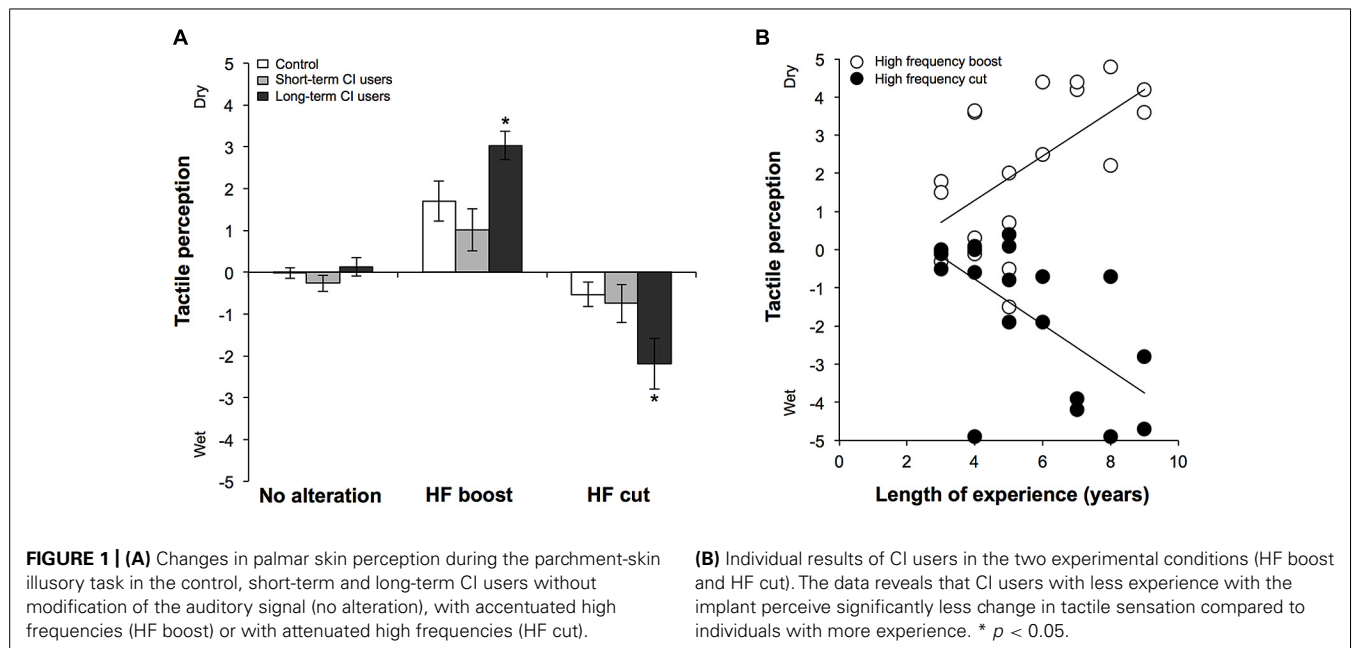 A
Control
Short-term CI users
Long-term CI users
Dry
Tactile perception
Wet
5
4
3
2
1
0
-1
-2
-3
-4
-5
*
*
No alteration
HF boost
HF cut
B
High frequency boost
High frequency cut
Dry
Tactile perception
Wet
5
4
3
2
1
0
-1
-2
-3
-4
-5
0 2 4 6 8 10
Length of experience (years)
FIGURE 1 | (A) Changes in palmar skin perception during the parchment-skin
illusory task in the control, short-term and long-term CI users without
modification of the auditory signal (no alteration), with accentuated high
frequencies (HF boost) or with attenuated high frequencies (HF cut).
(B) Individual results of CI users in the two experimental conditions (HF boost
and HF cut). The data reveals that CI users with less experience with the
implant perceive significantly less change in tactile sensation compared to
individuals with more experience. * p < 0.05.